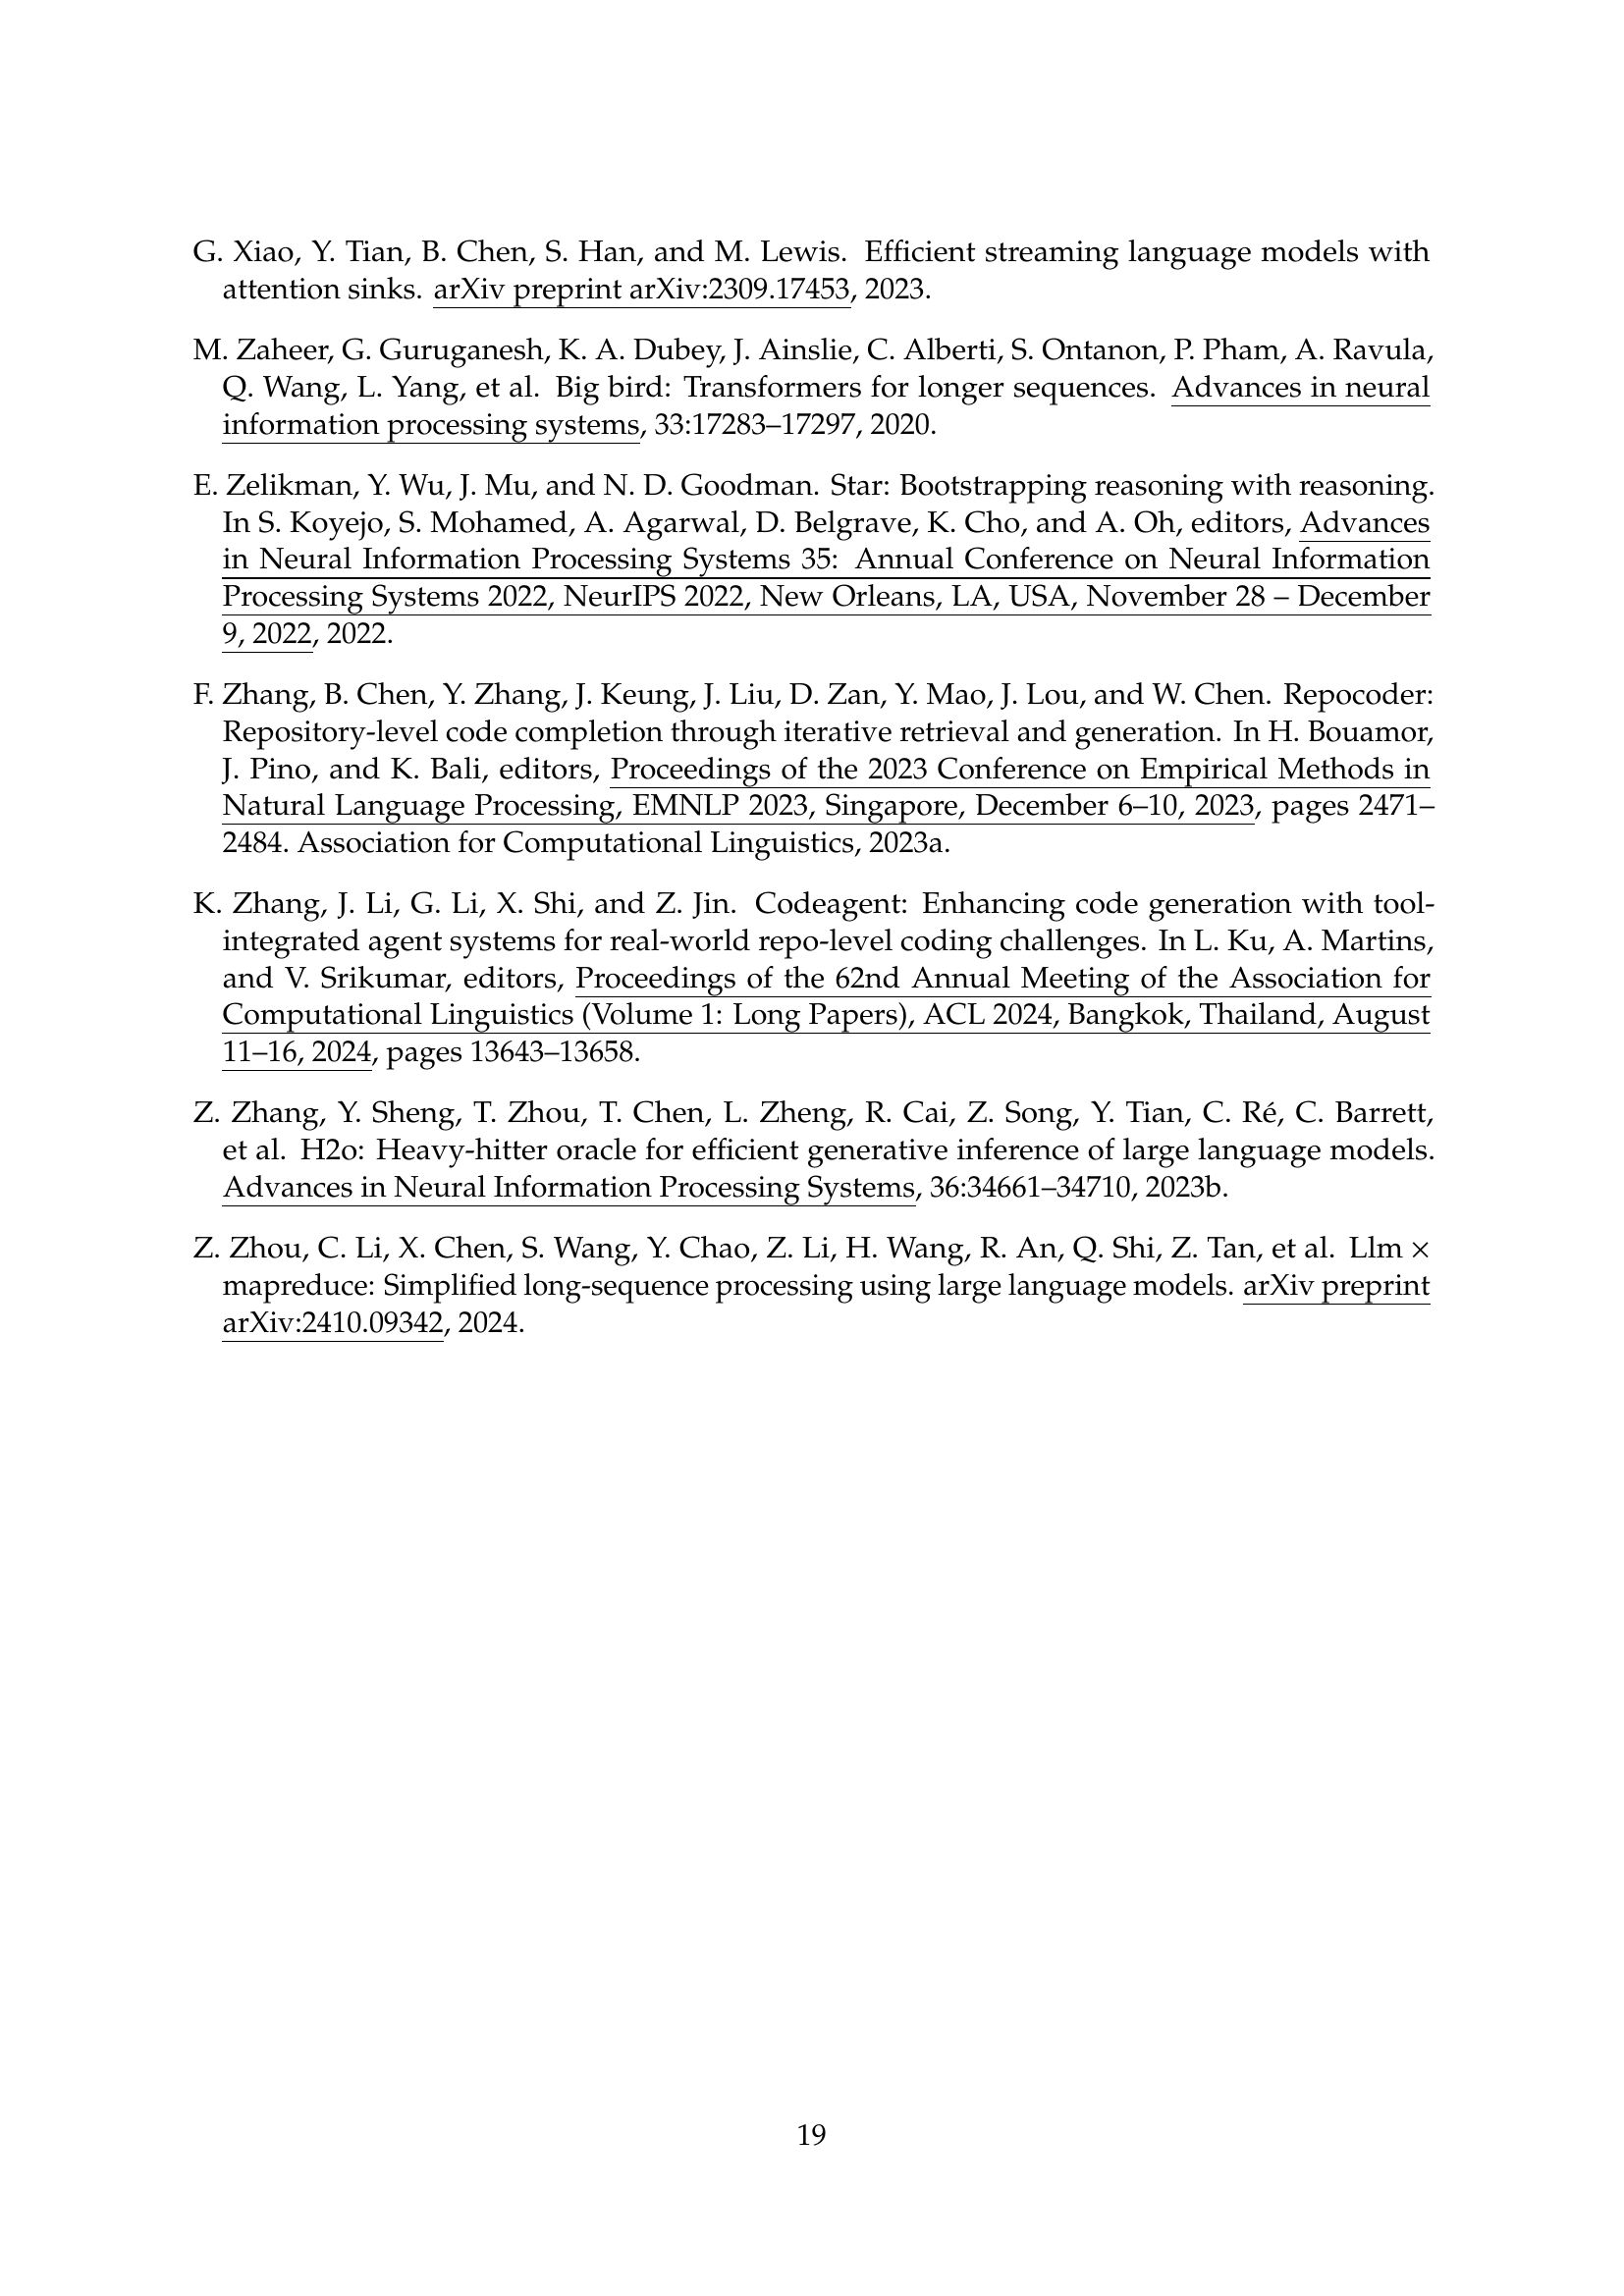 G. Xiao, Y. Tian, B. Chen, S. Han, and M. Lewis. Efficient streaming language models with
attention sinks. arXiv preprint arXiv:2309.17453, 2023.
M. Zaheer, G. Guruganesh, K. A. Dubey, J. Ainslie, C. Alberti, S. Ontanon, P. Pham, A. Ravula,
Q. Wang, L. Yang, et al. Big bird: Transformers for longer sequences. Advances in neural
information processing systems, 33:17283–17297, 2020.
E. Zelikman, Y. Wu, J. Mu, and N. D. Goodman. Star: Bootstrapping reasoning with reasoning.
In S. Koyejo, S. Mohamed, A. Agarwal, D. Belgrave, K. Cho, and A. Oh, editors, Advances
in Neural Information Processing Systems 35: Annual Conference on Neural Information
Processing Systems 2022, NeurIPS 2022, New Orleans, LA, USA, November 28 – December
9, 2022, 2022.
F. Zhang, B. Chen, Y. Zhang, J. Keung, J. Liu, D. Zan, Y. Mao, J. Lou, and W. Chen. Repocoder:
Repository-level code completion through iterative retrieval and generation. In H. Bouamor,
J. Pino, and K. Bali, editors, Proceedings of the 2023 Conference on Empirical Methods in
Natural Language Processing, EMNLP 2023, Singapore, December 6–10, 2023, pages 2471–
2484. Association for Computational Linguistics, 2023a.
K. Zhang, J. Li, G. Li, X. Shi, and Z. Jin. Codeagent: Enhancing code generation with tool-
integrated agent systems for real-world repo-level coding challenges. In L. Ku, A. Martins,
and V. Srikumar, editors, Proceedings of the 62nd Annual Meeting of the Association for
Computational Linguistics (Volume 1: Long Papers), ACL 2024, Bangkok, Thailand, August
11–16, 2024, pages 13643–13658.
Z. Zhang, Y. Sheng, T. Zhou, T. Chen, L. Zheng, R. Cai, Z. Song, Y. Tian, C. Ré, C. Barrett,
et al. H2o: Heavy-hitter oracle for efficient generative inference of large language models.
Advances in Neural Information Processing Systems, 36:34661–34710, 2023b.
Z. Zhou, C. Li, X. Chen, S. Wang, Y. Chao, Z. Li, H. Wang, R. An, Q. Shi, Z. Tan, et al. Llm ×
mapreduce: Simplified long-sequence processing using large language models. arXiv preprint
arXiv:2410.09342, 2024.
19